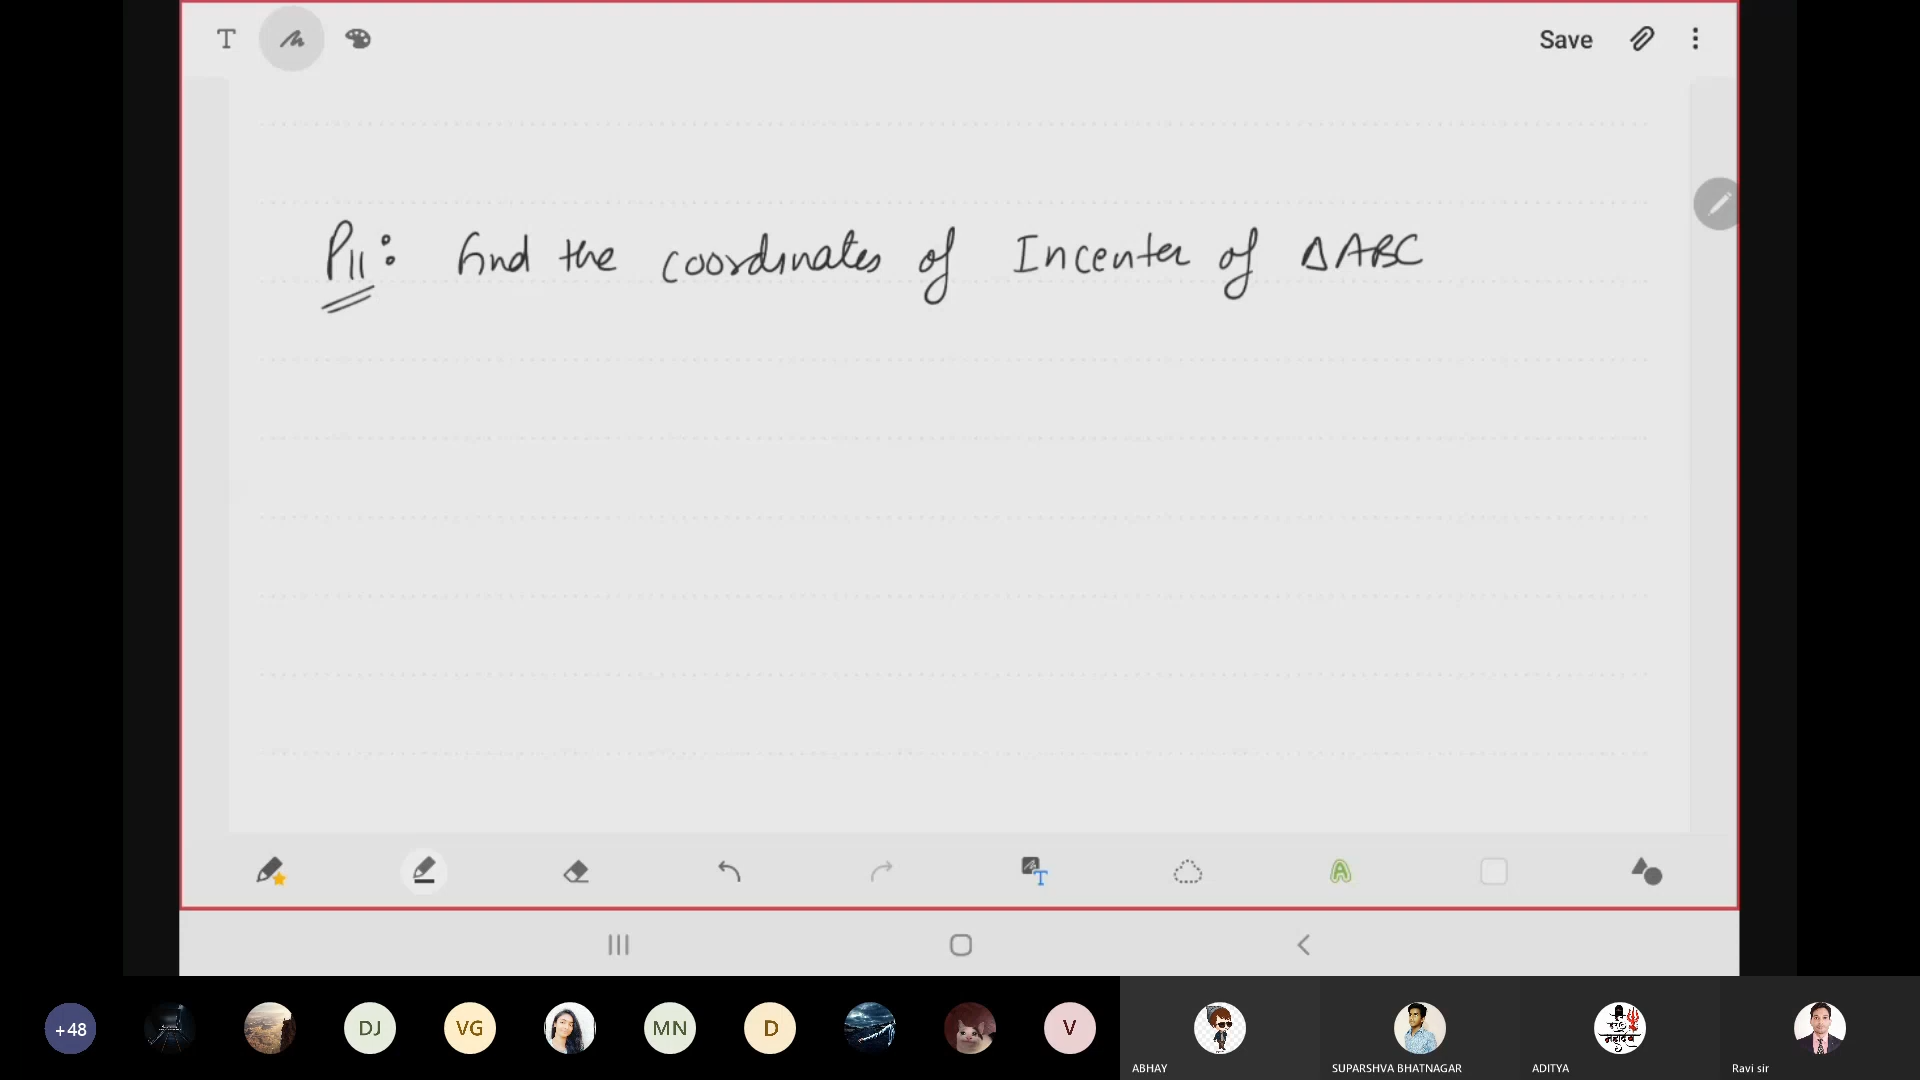 T Save
P11: find the coordinates of Incenter of ΔABC
T A
+48 DJ VG MN D V
ABHAY SUPARSHVA BHATNAGAR ADITYA Ravi sir